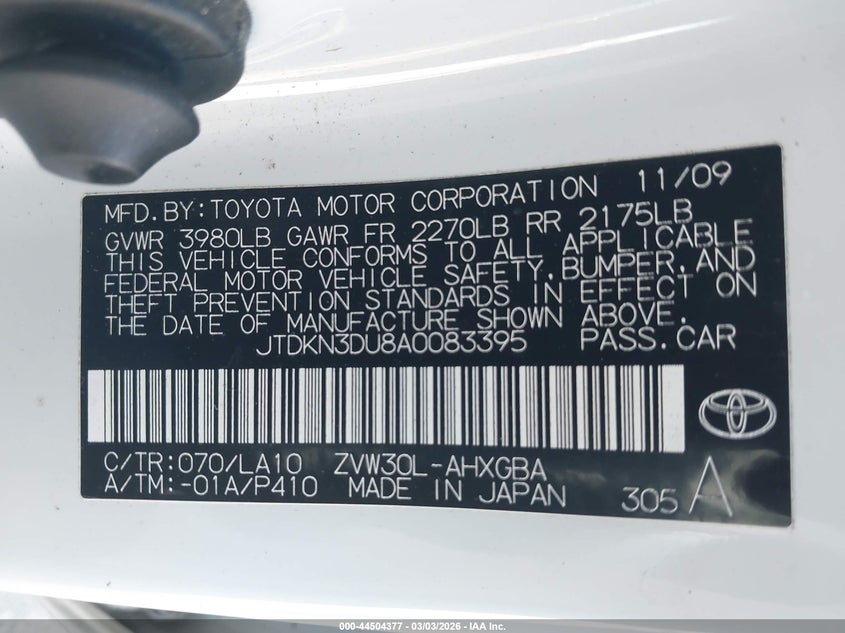 MFD.BY:TOYOTA MOTOR CORPORATION 11/09
GVWR 3980LB GAWR FR 2270LB RR 2175LB
THIS VEHICLE CONFORMS TO ALL APPLICABLE
FEDERAL MOTOR VEHICLE SAFETY,BUMPER,AND
THEFT PREVENTION STANDARDS IN EFFECT ON
THE DATE OF MANUFACTURE SHOWN ABOVE.
JTDKN3DU8A0083395 PASS.CAR
C/TR:070/LA10 ZVW30L-AHXGBA
A/TM:-01A/P410 MADE IN JAPAN 305 A
000-44504377 - 03/03/2026 - IAA Inc.